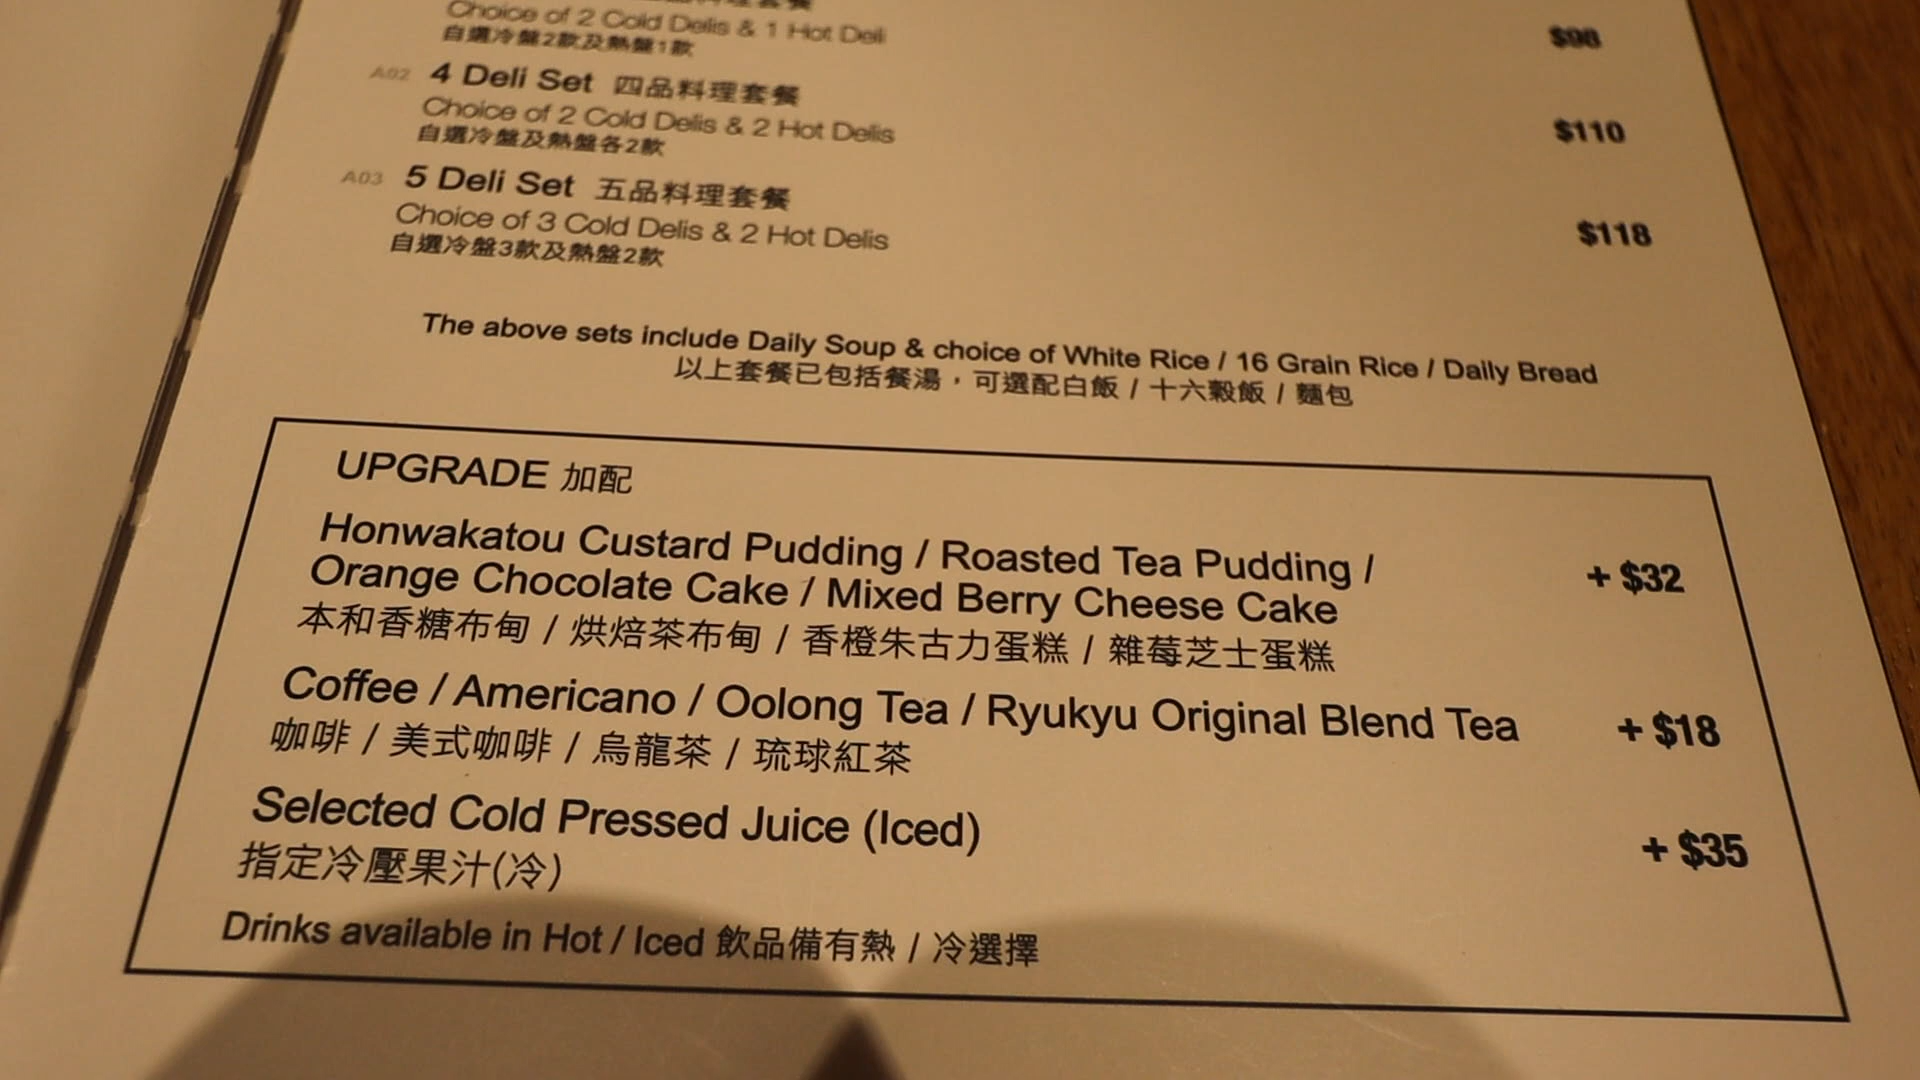 Choice of 2 Cold Delis & 1 Hot Deli
自選冷盤2款及熱盤1款
$98
A02 4 Deli Set 四品料理套餐
Choice of 2 Cold Delis & 2 Hot Delis
自選冷盤及熱盤各2款
$110
A03 5 Deli Set 五品料理套餐
Choice of 3 Cold Delis & 2 Hot Delis
自選冷盤3款及熱盤2款
$118
The above sets include Daily Soup & choice of White Rice / 16 Grain Rice / Daily Bread
以上套餐已包括餐湯,可選配白飯 / 十六穀飯 / 麵包
UPGRADE 加配
Honwakatou Custard Pudding / Roasted Tea Pudding /
Orange Chocolate Cake / Mixed Berry Cheese Cake
+ $32
本和香糖布甸 / 烘焙茶布甸 / 香橙朱古力蛋糕 / 雜莓芝士蛋糕
Coffee / Americano / Oolong Tea / Ryukyu Original Blend Tea + $18
咖啡 / 美式咖啡 / 烏龍茶 / 琉球紅茶
Selected Cold Pressed Juice (Iced) + $35
指定冷壓果汁(冷)
Drinks available in Hot / Iced 飲品備有熱 / 冷選擇